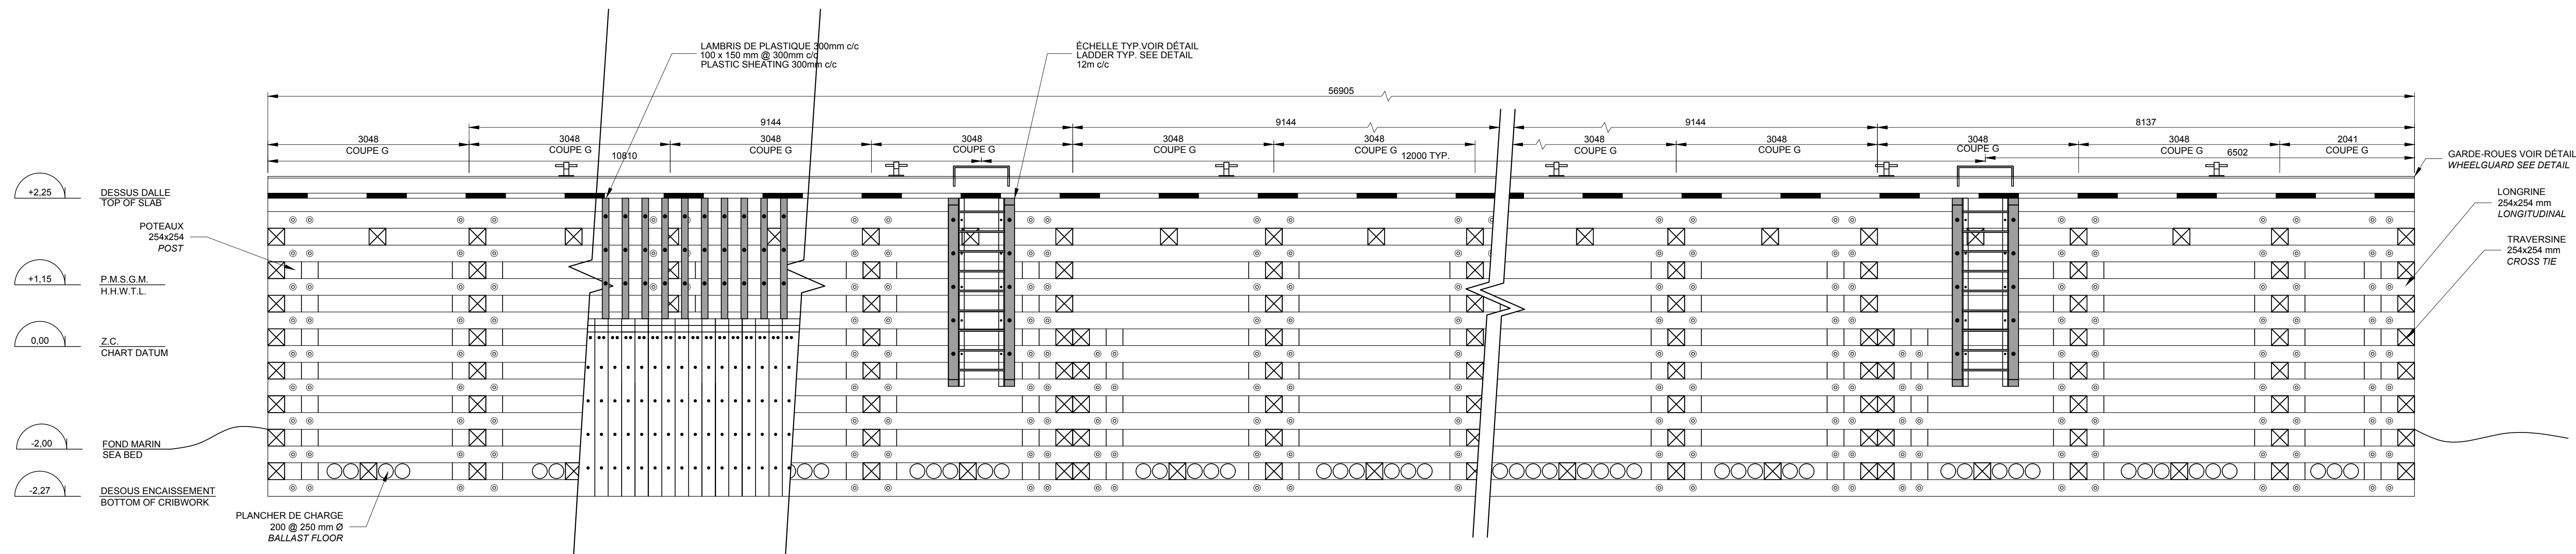 LAMBRIS DE PLASTIQUE 300mm c/c
100 x 150 mm @ 300mm c/c
PLASTIC SHEATING 300mm c/c
ÉCHELLE TYP.VOIR DÉTAIL
LADDER TYP. SEE DETAIL
12m c/c
56905
9144
9144
9144
8137
3048
COUPE G
3048
COUPE G
3048
COUPE G
3048
COUPE G
3048
COUPE G
3048
COUPE G
3048
COUPE G
3048
COUPE G
3048
COUPE G
3048
COUPE G
2041
COUPE G
10810
12000 TYP.
6502
GARDE-ROUES VOIR DÉTAIL
WHEELGUARD SEE DETAIL
LONGRINE
254x254 mm
LONGITUDINAL
TRAVERSINE
254x254 mm
CROSS TIE
+2,25
DESSUS DALLE
TOP OF SLAB
POTEAUX
254x254
POST
+1,15
P.M.S.G.M.
H.H.W.T.L.
0,00
Z.C.
CHART DATUM
-2,00
FOND MARIN
SEA BED
-2,27
DESOUS ENCAISSEMENT
BOTTOM OF CRIBWORK
PLANCHER DE CHARGE
200 @ 250 mm Ø
BALLAST FLOOR